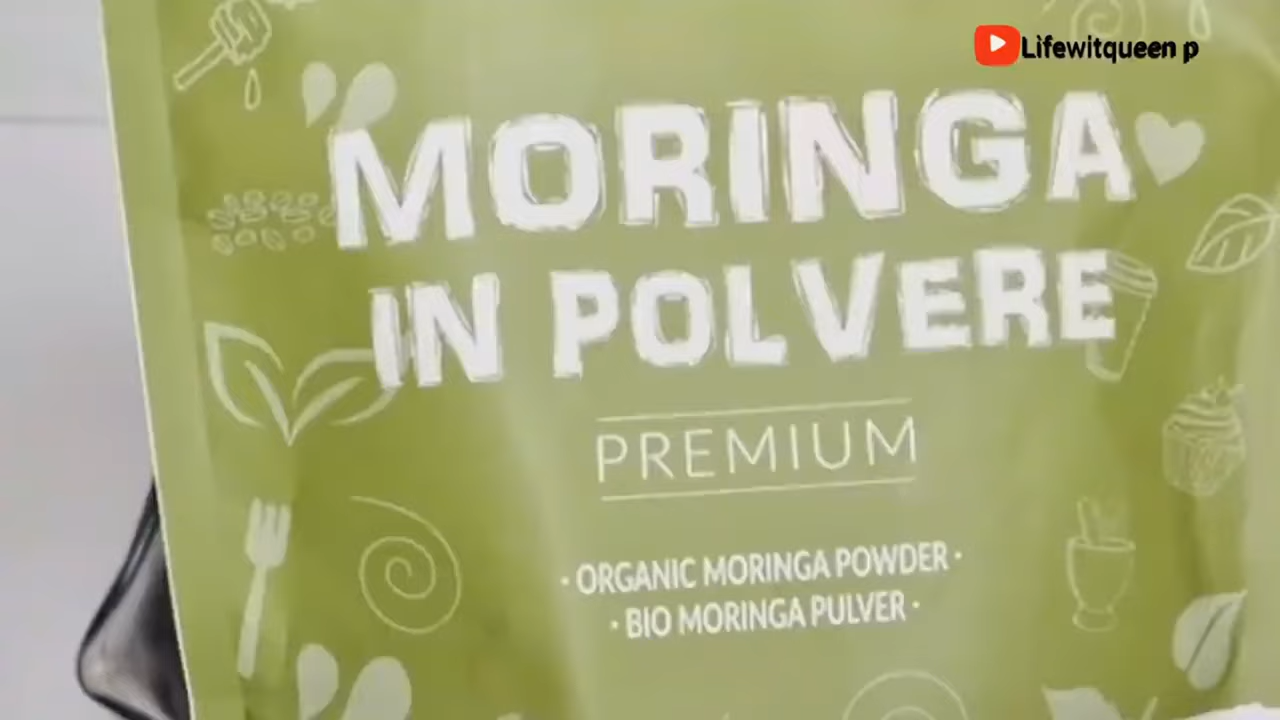 Lifewitqueen p
MORINGA
IN POLVERE
PREMIUM
· ORGANIC MORINGA POWDER ·
· BIO MORINGA PULVER ·